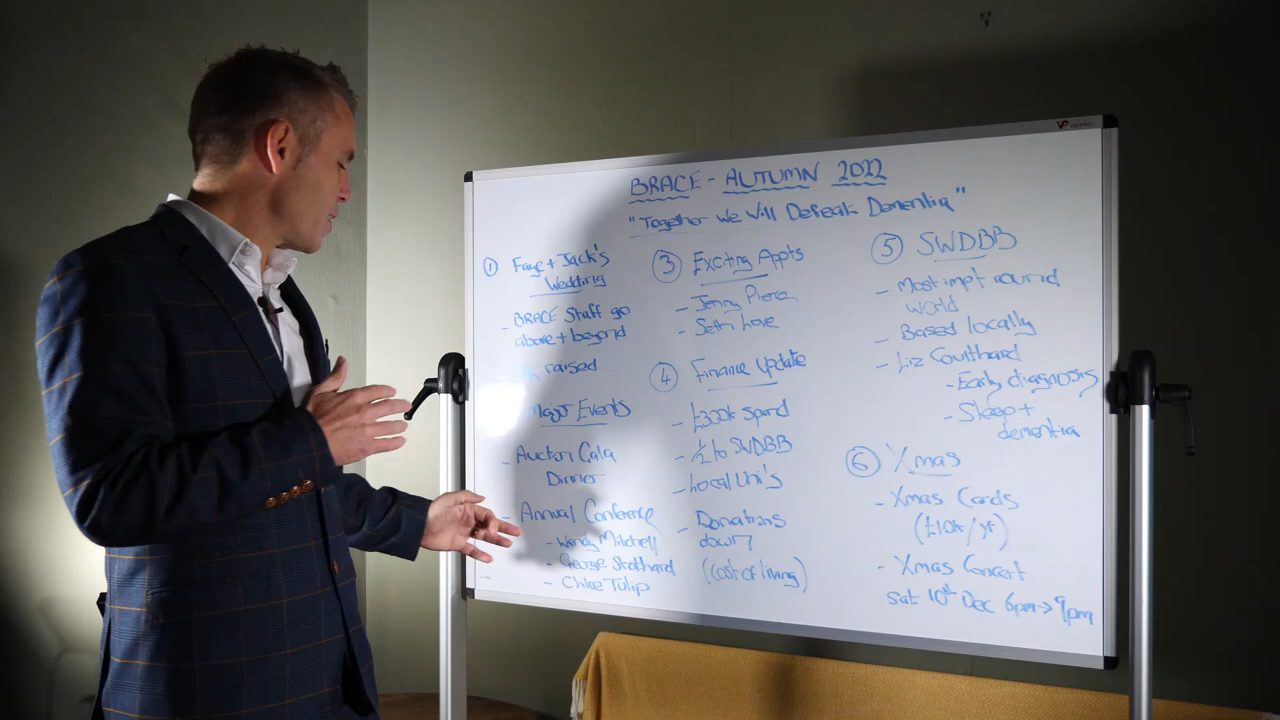 BRACE - AUTUMN 2022
"Together We Will Defeat Dementia"
① Faye + Jack's
Wedding
- BRACE Staff go
above + beyond
raised
Major Events
- Auction Gala
Dinner
- Annual Conference
- Wendy Mitchell
- George Stothard
- Chloe Tulip
③ Exciting Appts
- Jenny
- Seth Love
④ Finance Update
- £300k spend
- ½ to SWDBB
- Local Uni's
- Donations
down
(cost of living)
⑤ SWDBB
- Most impt around
world
- Based locally
- Liz Coulthard
- Early diagnosis
- Sleep +
dementia
⑥ Xmas
- Xmas Cards
(£10k/yr)
- Xmas Concert
Sat 10th Dec 6pm → 9pm